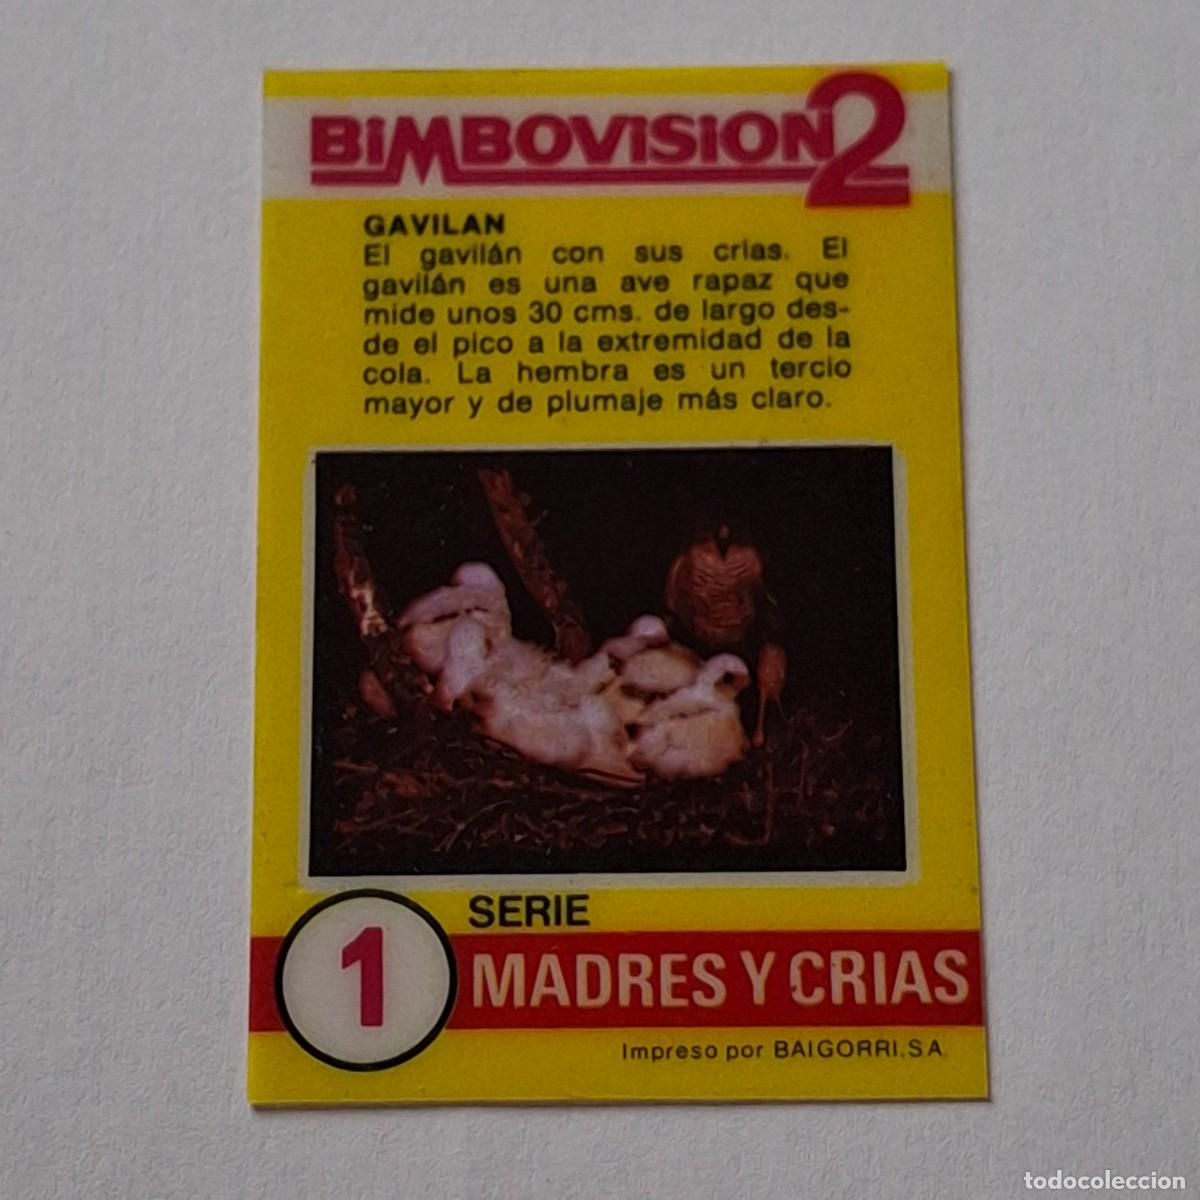 BiMBOVISiON2
GAVILAN
El gavilán con sus crías. El
gavilán es una ave rapaz que
mide unos 30 cms. de largo des-
de el pico a la extremidad de la
cola. La hembra es un tercio
mayor y de plumaje más claro.
1
SERIE
MADRES Y CRIAS
Impreso por BAIGORRI, S.A.
todocoleccion